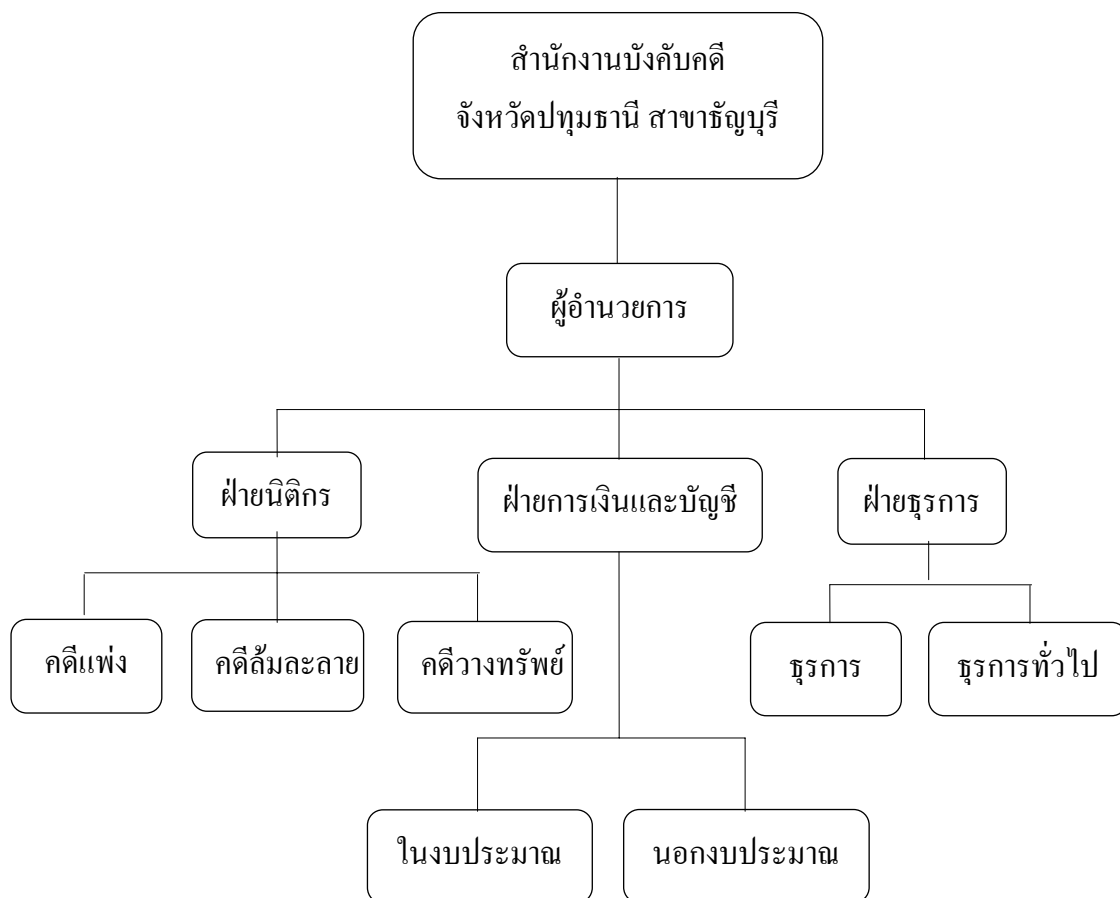 สำนักงานบังคับคดี
จังหวัดปทุมธานี สาขาธัญบุรี
ผู้อำนวยการ
ฝ่ายนิติกร
ฝ่ายการเงินและบัญชี
ฝ่ายธุรการ
คดีแพ่ง
คดีล้มละลาย
คดีวางทรัพย์
ธุรการ
ธุรการทั่วไป
ในงบประมาณ
นอกงบประมาณ